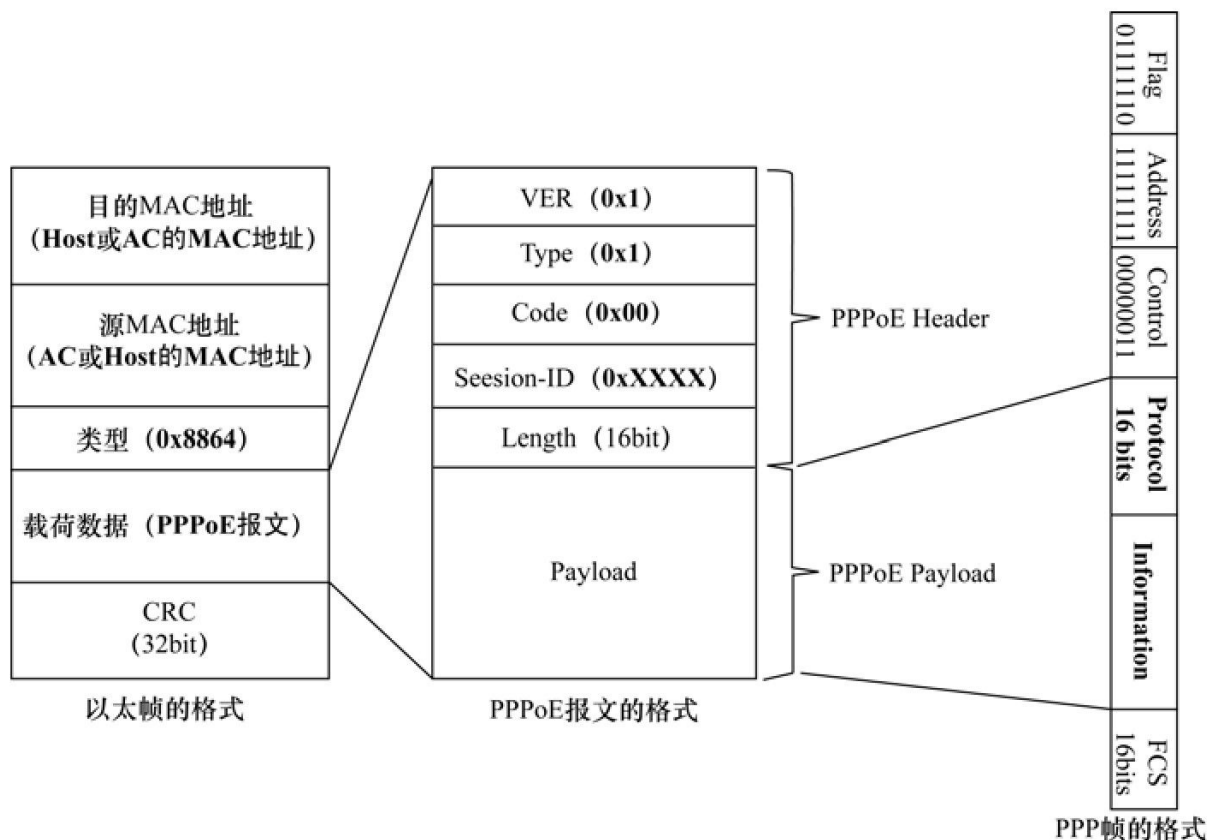 目的MAC地址
（Host或AC的MAC地址）
源MAC地址
（AC或Host的MAC地址）
类型（0x8864）
载荷数据（PPPoE报文）
CRC
（32bit）
以太帧的格式
VER（0x1）
Type（0x1）
Code（0x00）
Seesion-ID（0xXXXX）
Length（16bit）
Payload
PPPoE报文的格式
PPPoE Header
PPPoE Payload
Flag
01111110
Address
11111111
Control
00000011
Protocol
16 bits
Information
FCS
16bits
PPP帧的格式